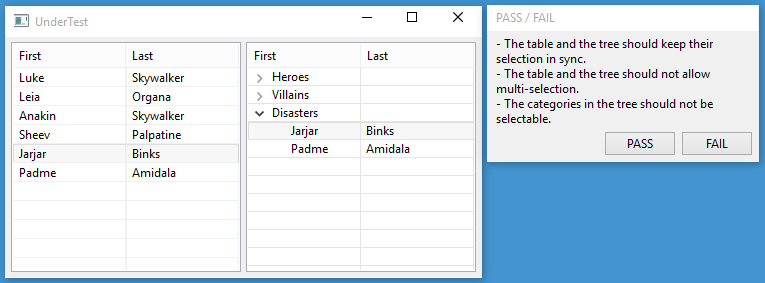 UnderTest
First Last
Luke Skywalker
Leia Organa
Anakin Skywalker
Sheev Palpatine
Jarjar Binks
Padme Amidala
First Last
Heroes
Villains
Disasters
Jarjar Binks
Padme Amidala
PASS / FAIL
- The table and the tree should keep their
selection in sync.
- The table and the tree should not allow
multi-selection.
- The categories in the tree should not be
selectable.
PASS FAIL